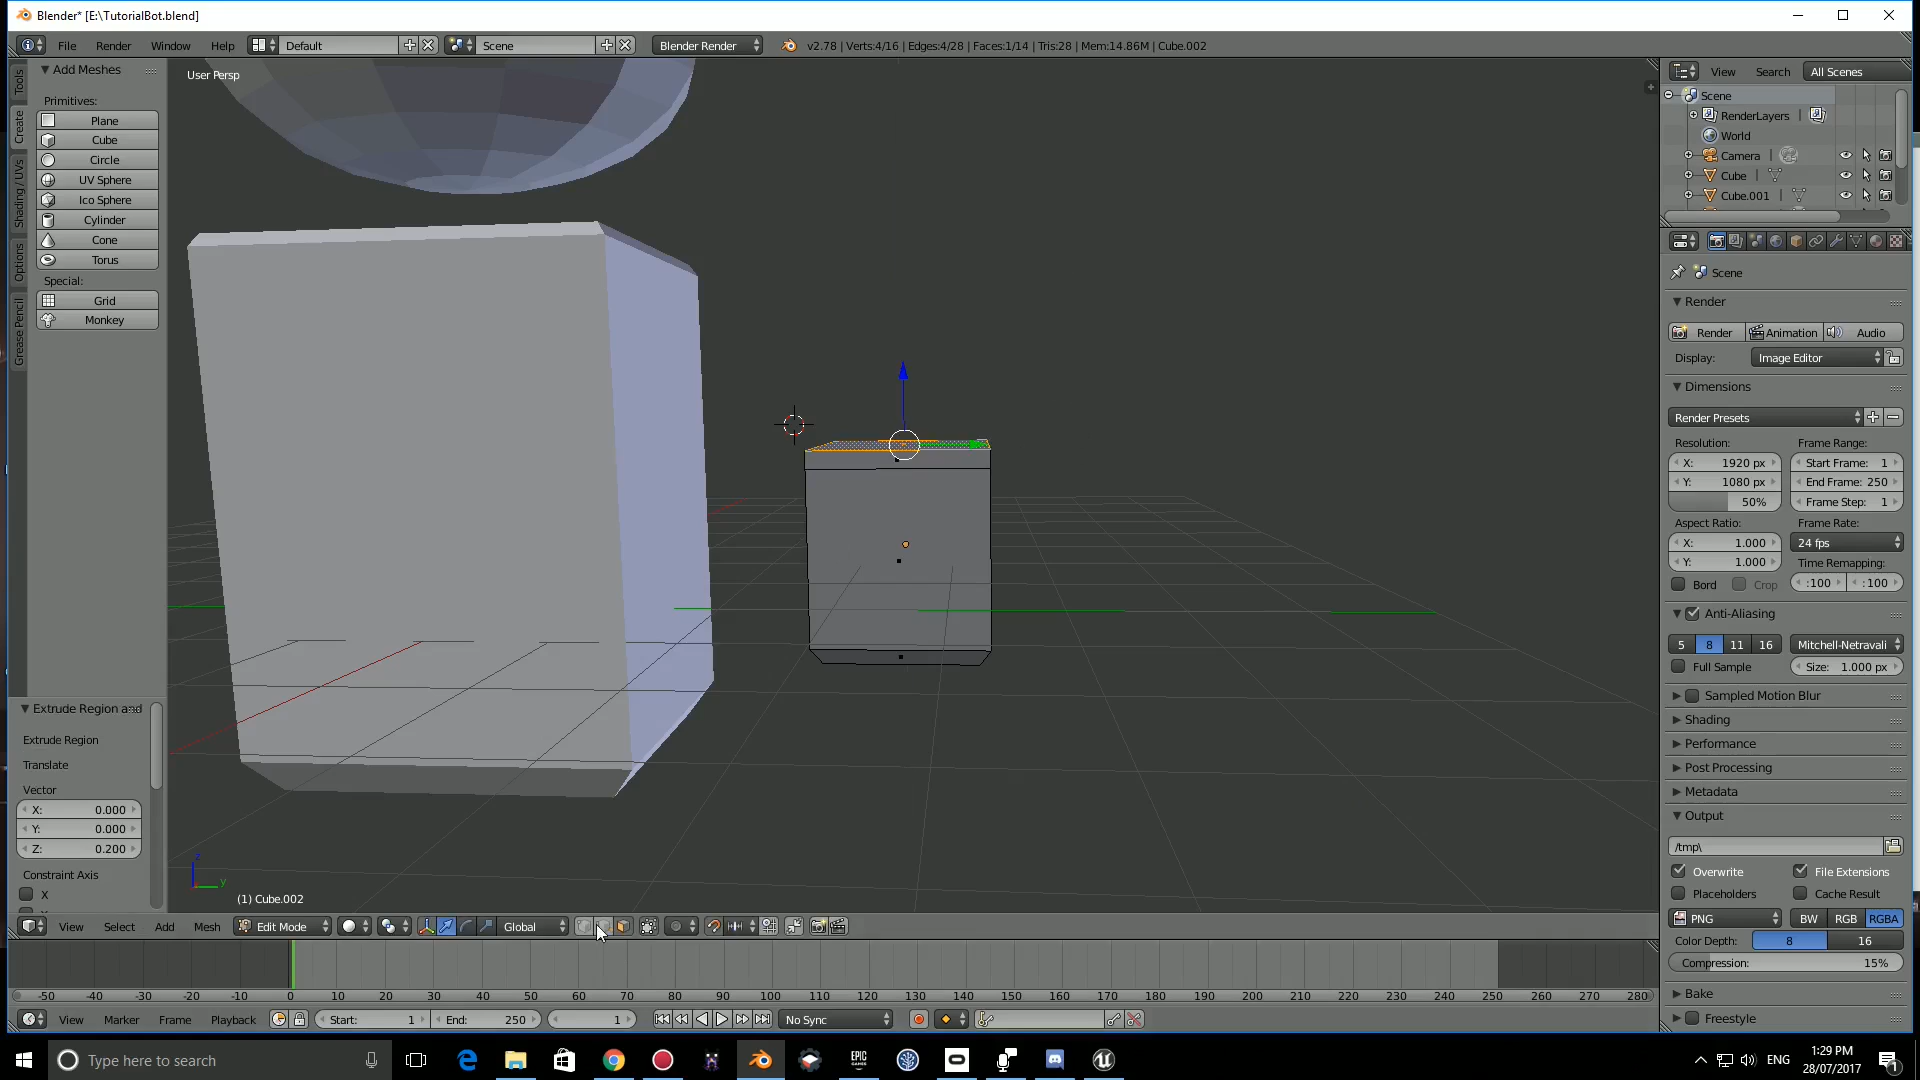 Blender* [E:\TutorialBot.blend]
File Render Window Help Default Scene Blender Render v2.78 | Verts:4/16 | Edges:4/28 | Faces:1/14 | Tris:28 | Mem:14.86M | Cube.002
Tools
Create
Shading / UVs
Options
Grease Pencil
Add Meshes
Primitives:
Plane
Cube
Circle
UV Sphere
Ico Sphere
Cylinder
Cone
Torus
Special:
Grid
Monkey
Extrude Region and
Extrude Region
Translate
Vector
X: 0.000
Y: 0.000
Z: 0.200
Constraint Axis
X
User Persp
z
y
(1) Cube.002
View Select Add Mesh Edit Mode Global
-50 -40 -30 -20 -10 0 10 20 30 40 50 60 70 80 90 100 110 120 130 140 150 160 170 180 190 200 210 220 230 240 250 260 270 280
View Marker Frame Playback Start: 1 End: 250 1 No Sync
View Search All Scenes
Scene
RenderLayers |
World
Camera |
Cube |
Cube.001 |
Scene
Render
Render Animation Audio
Display: Image Editor
Dimensions
Render Presets
Resolution: Frame Range:
X: 1920 px Start Frame: 1
Y: 1080 px End Frame: 250
50% Frame Step: 1
Aspect Ratio: Frame Rate:
X: 1.000 24 fps
Y: 1.000 Time Remapping:
Bord Crop :100 :100
Anti-Aliasing
5 8 11 16 Mitchell-Netravali
Full Sample Size: 1.000 px
Sampled Motion Blur
Shading
Performance
Post Processing
Metadata
Output
/tmp\
Overwrite File Extensions
Placeholders Cache Result
PNG BW RGB RGBA
Color Depth: 8 16
Compression: 15%
Bake
Freestyle
Type here to search
EPIC GAMES
ENG
1:29 PM
28/07/2017
1